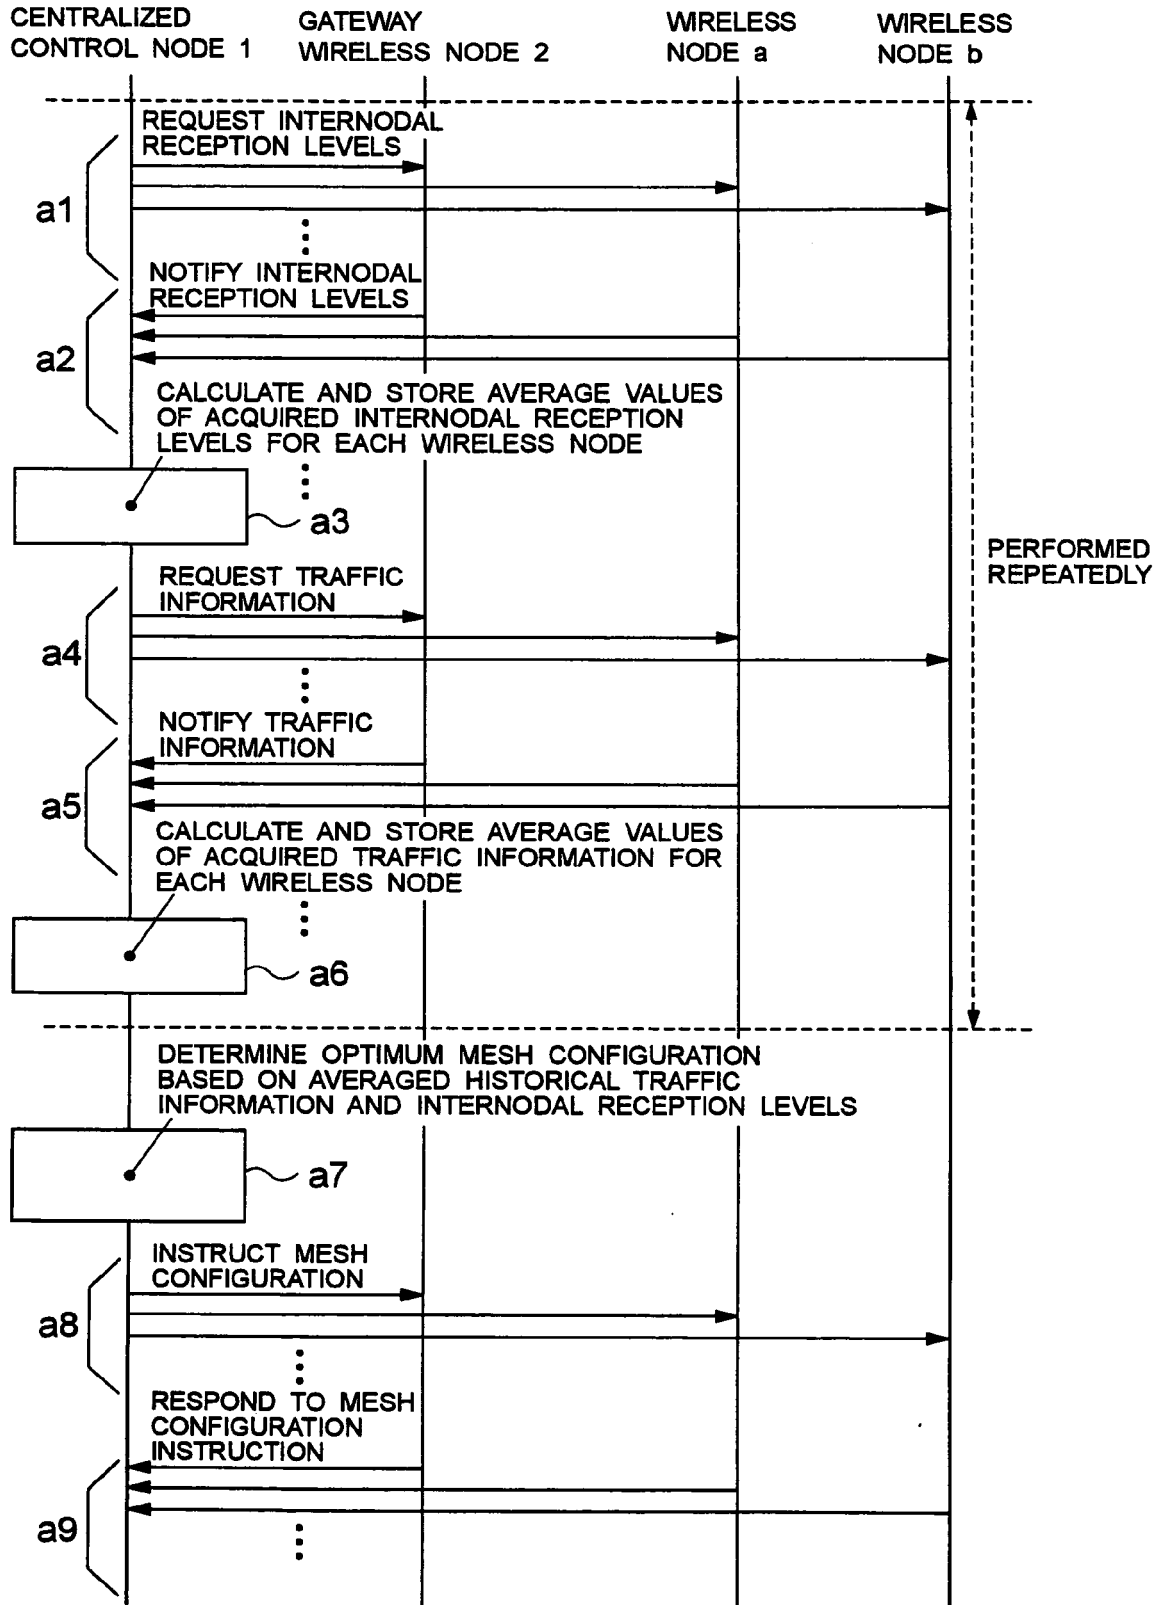 CENTRALIZED
CONTROL NODE 1
GATEWAY
WIRELESS NODE 2
WIRELESS
NODE a
WIRELESS
NODE b
REQUEST INTERNODAL
RECEPTION LEVELS
a1
NOTIFY INTERNODAL
RECEPTION LEVELS
a2
CALCULATE AND STORE AVERAGE VALUES
OF ACQUIRED INTERNODAL RECEPTION
LEVELS FOR EACH WIRELESS NODE
a3
PERFORMED
REPEATEDLY
REQUEST TRAFFIC
INFORMATION
a4
NOTIFY TRAFFIC
INFORMATION
a5
CALCULATE AND STORE AVERAGE VALUES
OF ACQUIRED TRAFFIC INFORMATION FOR
EACH WIRELESS NODE
a6
DETERMINE OPTIMUM MESH CONFIGURATION
BASED ON AVERAGED HISTORICAL TRAFFIC
INFORMATION AND INTERNODAL RECEPTION LEVELS
a7
INSTRUCT MESH
CONFIGURATION
a8
RESPOND TO MESH
CONFIGURATION
INSTRUCTION
a9